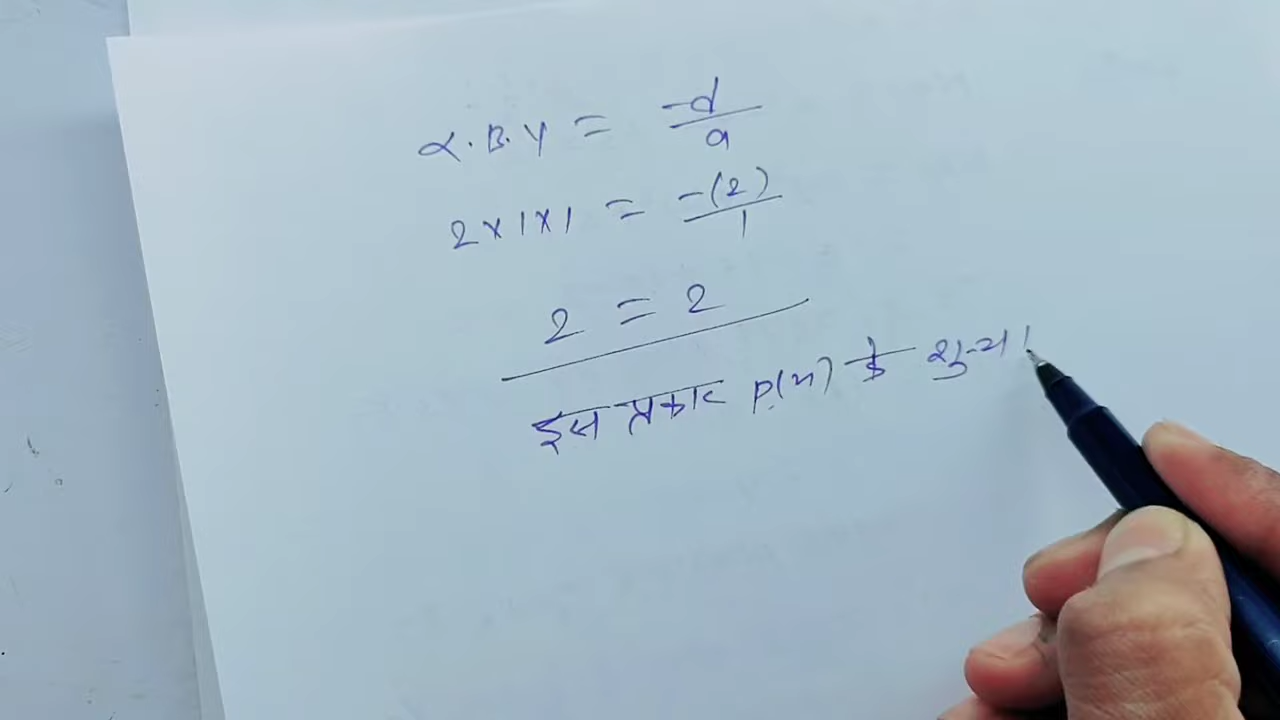 α . B . γ = -d/a
2 × 1 × 1 = -(2)/1
2 = 2
इस प्रकार p(x) के शुन्या